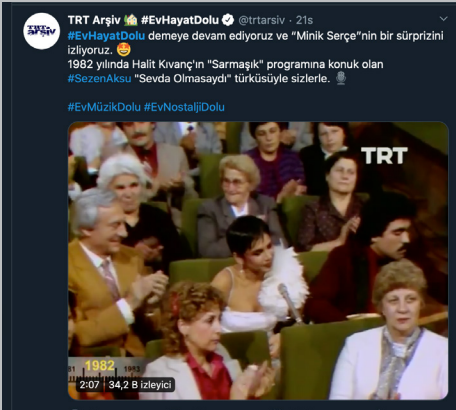 TRT Arşiv #EvHayatDolu @trtarsiv · 21s
#EvHayatDolu demeye devam ediyoruz ve “Minik Serçe”nin bir sürprizini
izliyoruz.
1982 yılında Halit Kıvanç'ın "Sarmaşık" programına konuk olan
#SezenAksu "Sevda Olmasaydı" türküsüyle sizlerle.
#EvMüzikDolu #EvNostaljiDolu
TRT
arşiv
TRT
1982
2:07 34,2 B izleyici